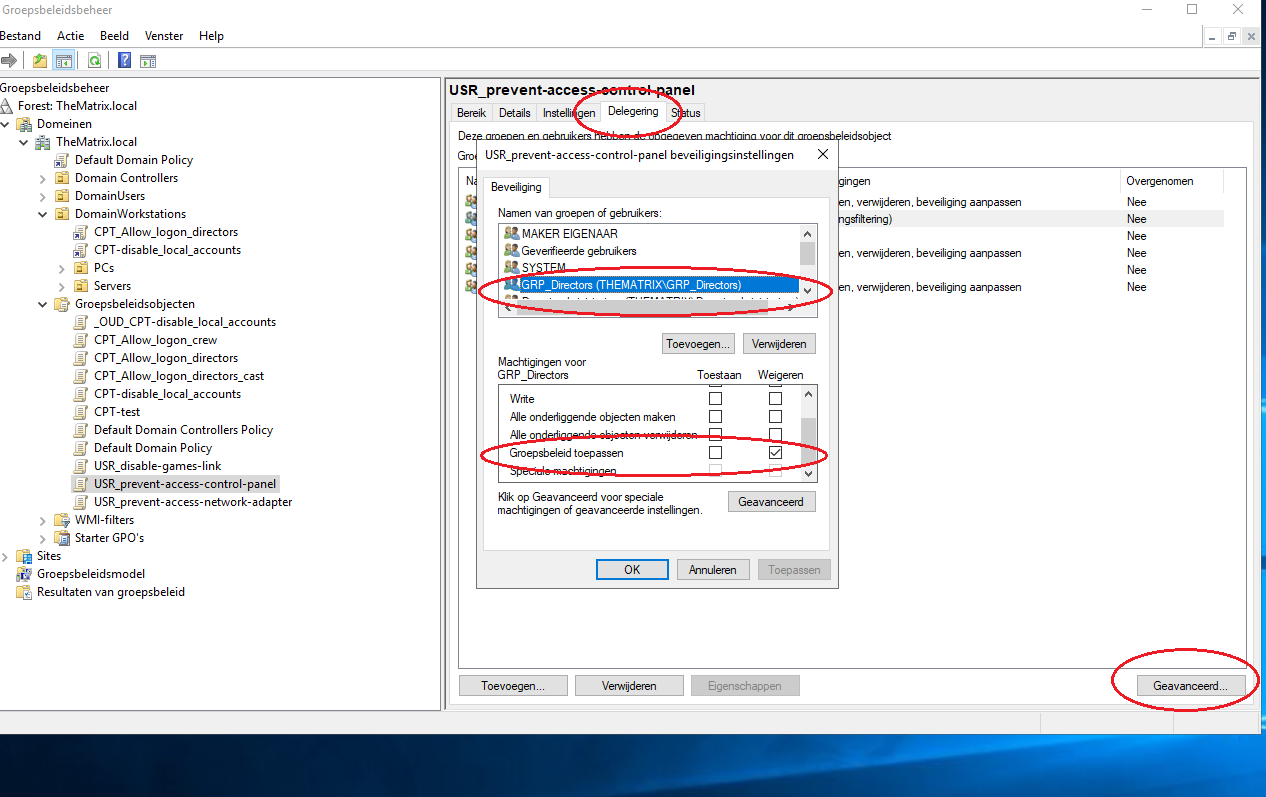 Groepsbeleidsbeheer
Bestand Actie Beeld Venster Help
Groepsbeleidsbeheer
Forest: TheMatrix.local
Domeinen
TheMatrix.local
Default Domain Policy
Domain Controllers
DomainUsers
DomainWorkstations
CPT_Allow_logon_directors
CPT-disable_local_accounts
PCs
Servers
Groepsbeleidsobjecten
_OUD_CPT-disable_local_accounts
CPT_Allow_logon_crew
CPT_Allow_logon_directors
CPT_Allow_logon_directors_cast
CPT-disable_local_accounts
CPT-test
Default Domain Controllers Policy
Default Domain Policy
USR_disable-games-link
USR_prevent-access-control-panel
USR_prevent-access-network-adapter
WMI-filters
Starter GPO's
Sites
Groepsbeleidsmodel
Resultaten van groepsbeleid
USR_prevent-access-control-panel
Bereik Details Instellingen Delegering Status
Deze groepen en gebruikers hebben de opgegeven machtiging voor dit groepsbeleidsobject
Groe
Na gingen Overgenomen
en, verwijderen, beveiliging aanpassen Nee
ngsfiltering) Nee
Nee
en, verwijderen, beveiliging aanpassen Nee
Nee
en, verwijderen, beveiliging aanpassen Nee
USR_prevent-access-control-panel beveiligingsinstellingen
Beveiliging
Namen van groepen of gebruikers:
MAKER EIGENAAR
Geverifieerde gebruikers
SYSTEM
GRP_Directors (THEMATRIX\GRP_Directors)
Toevoegen... Verwijderen
Machtigingen voor
GRP_Directors Toestaan Weigeren
Write
Alle onderliggende objecten maken
Alle onderliggende objecten verwijderen
Groepsbeleid toepassen
Speciale machtigingen
Klik op Geavanceerd voor speciale
machtigingen of geavanceerde instellingen.
Geavanceerd
OK Annuleren Toepassen
Toevoegen... Verwijderen Eigenschappen Geavanceerd...